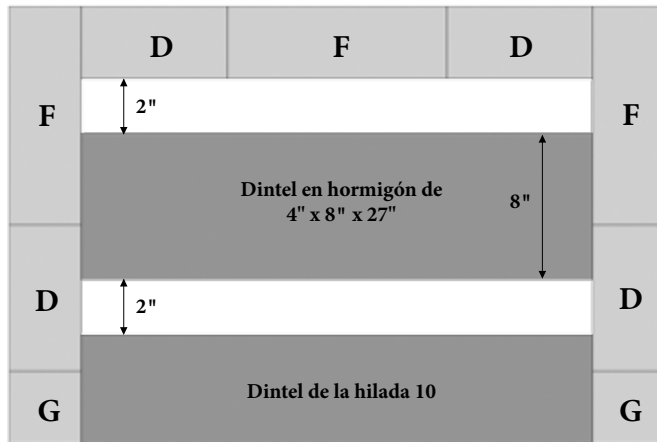 D F D
F 2" F
Dintel en hormigón de
4" x 8" x 27"
8"
D 2" D
Dintel de la hilada 10
G G